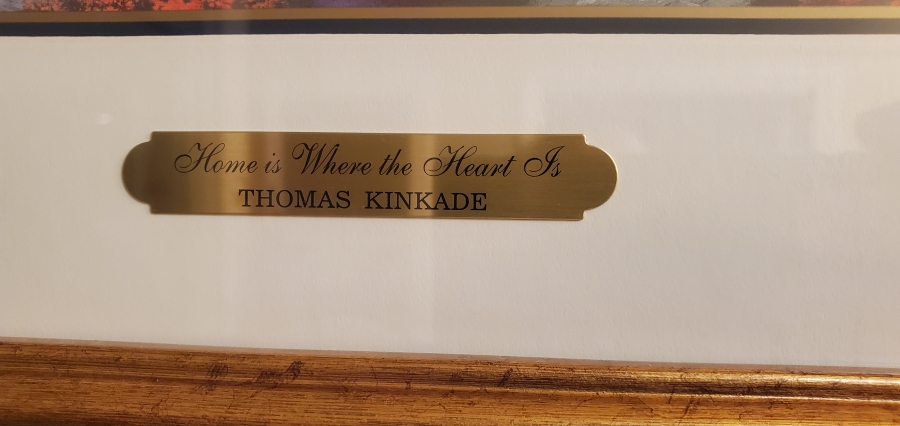 Home is Where the Heart Is
THOMAS KINKADE